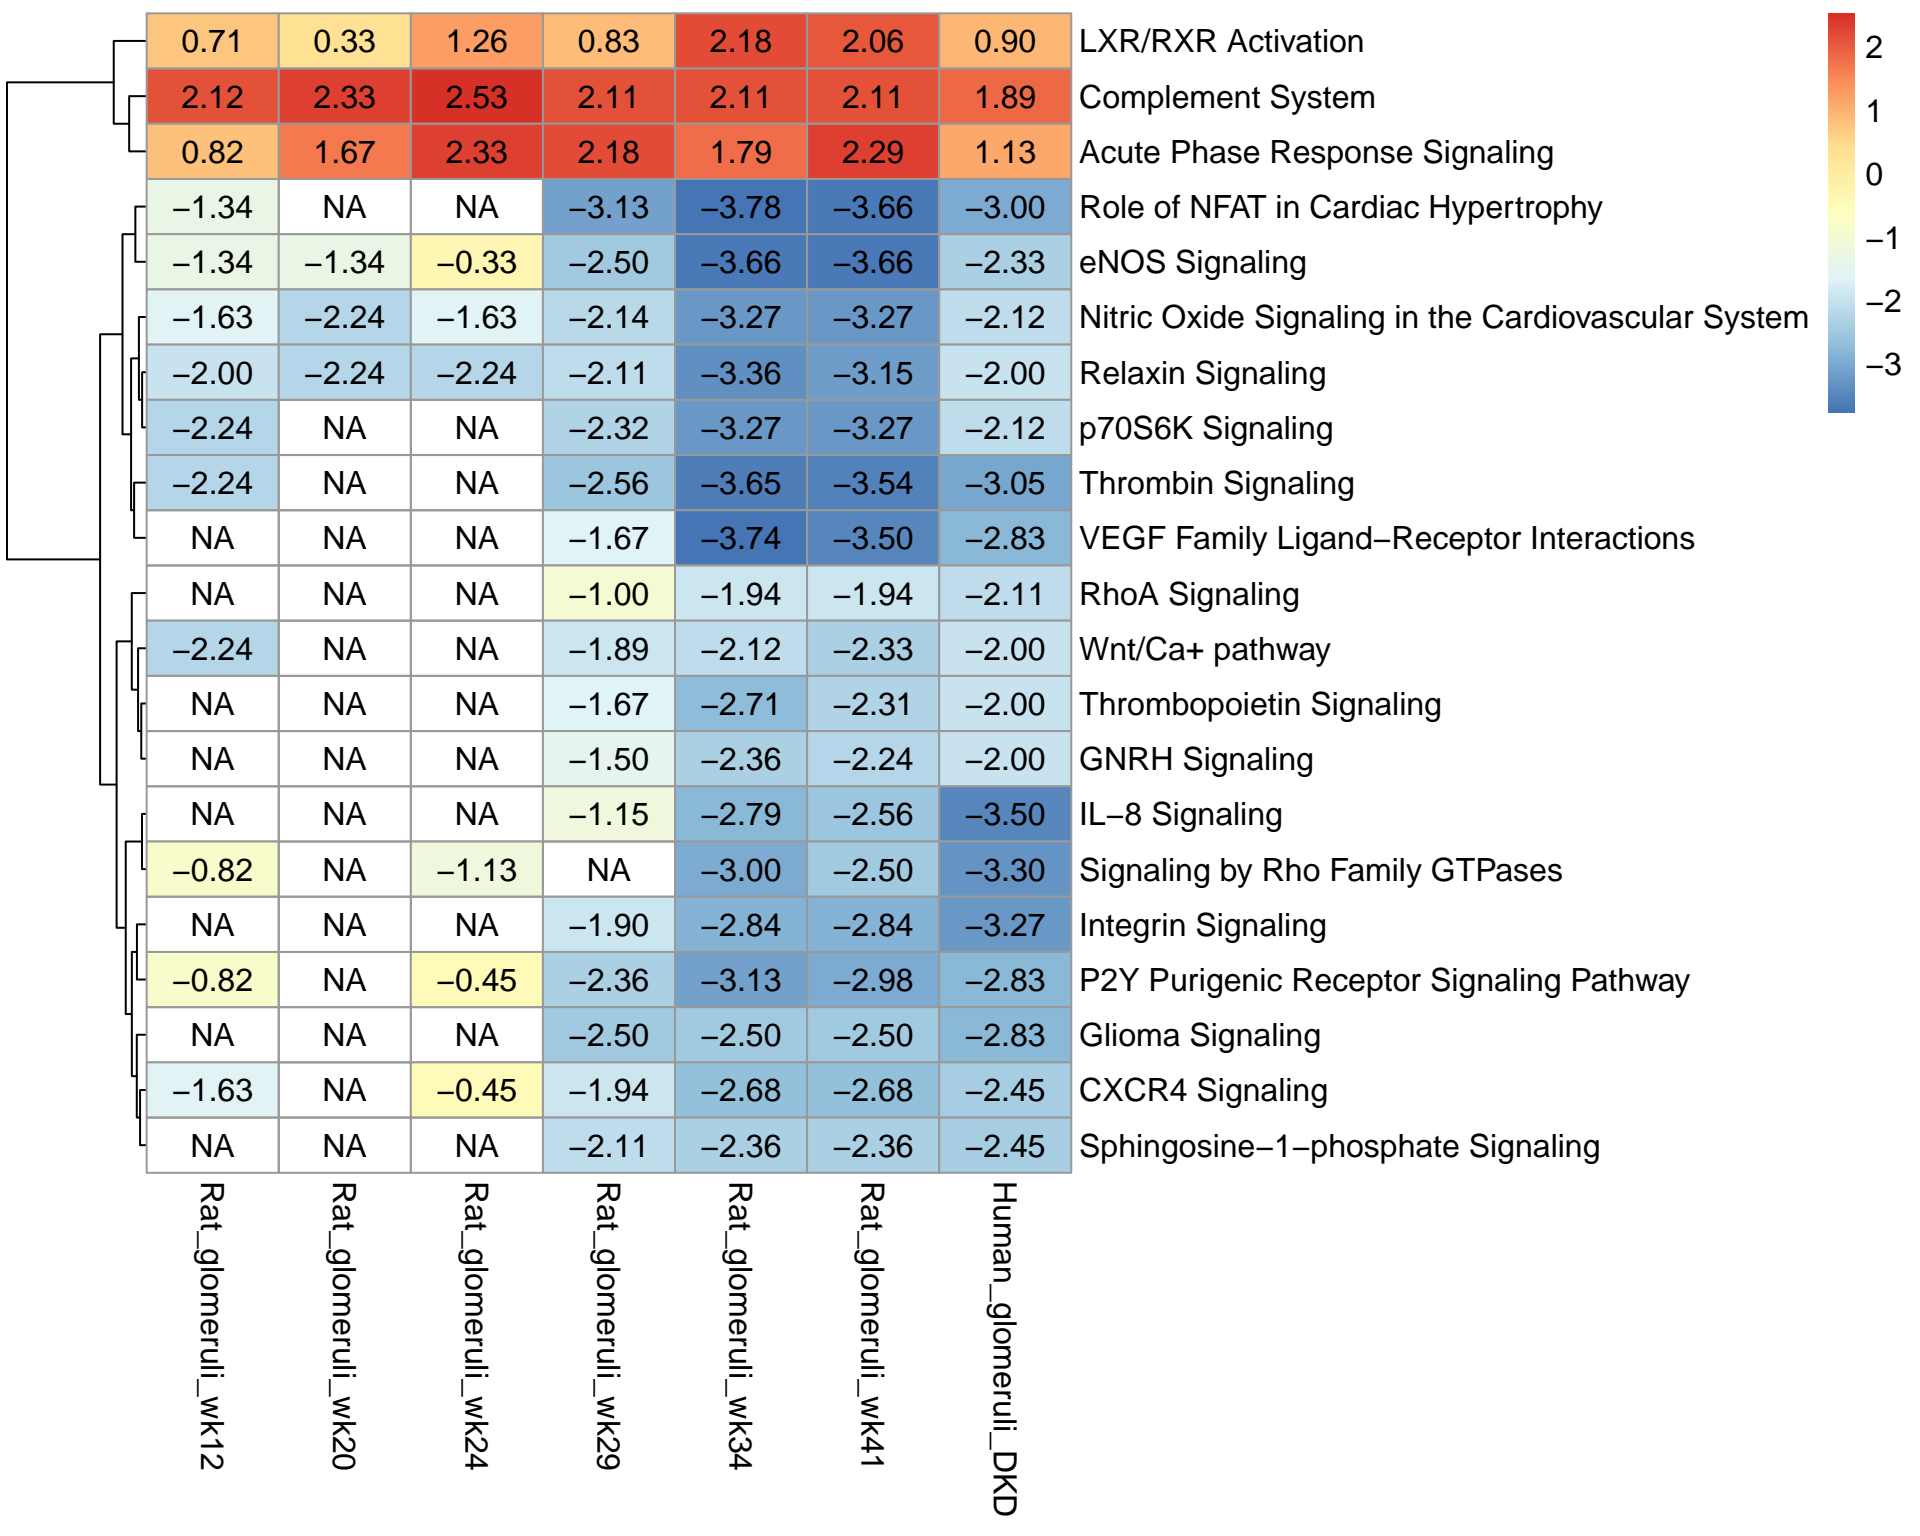 0.71 0.33 1.26 0.83 2.18 2.06 0.90 LXR/RXR Activation
2.12 2.33 2.53 2.11 2.11 2.11 1.89 Complement System
0.82 1.67 2.33 2.18 1.79 2.29 1.13 Acute Phase Response Signaling
−1.34 NA NA −3.13 −3.78 −3.66 −3.00 Role of NFAT in Cardiac Hypertrophy
−1.34 −1.34 −0.33 −2.50 −3.66 −3.66 −2.33 eNOS Signaling
−1.63 −2.24 −1.63 −2.14 −3.27 −3.27 −2.12 Nitric Oxide Signaling in the Cardiovascular System
−2.00 −2.24 −2.24 −2.11 −3.36 −3.15 −2.00 Relaxin Signaling
−2.24 NA NA −2.32 −3.27 −3.27 −2.12 p70S6K Signaling
−2.24 NA NA −2.56 −3.65 −3.54 −3.05 Thrombin Signaling
NA NA NA −1.67 −3.74 −3.50 −2.83 VEGF Family Ligand−Receptor Interactions
NA NA NA −1.00 −1.94 −1.94 −2.11 RhoA Signaling
−2.24 NA NA −1.89 −2.12 −2.33 −2.00 Wnt/Ca+ pathway
NA NA NA −1.67 −2.71 −2.31 −2.00 Thrombopoietin Signaling
NA NA NA −1.50 −2.36 −2.24 −2.00 GNRH Signaling
NA NA NA −1.15 −2.79 −2.56 −3.50 IL−8 Signaling
−0.82 NA −1.13 NA −3.00 −2.50 −3.30 Signaling by Rho Family GTPases
NA NA NA −1.90 −2.84 −2.84 −3.27 Integrin Signaling
−0.82 NA −0.45 −2.36 −3.13 −2.98 −2.83 P2Y Purigenic Receptor Signaling Pathway
NA NA NA −2.50 −2.50 −2.50 −2.83 Glioma Signaling
−1.63 NA −0.45 −1.94 −2.68 −2.68 −2.45 CXCR4 Signaling
NA NA NA −2.11 −2.36 −2.36 −2.45 Sphingosine−1−phosphate Signaling
Rat_glomeruli_wk12
Rat_glomeruli_wk20
Rat_glomeruli_wk24
Rat_glomeruli_wk29
Rat_glomeruli_wk34
Rat_glomeruli_wk41
Human_glomeruli_DKD
2
1
0
−1
−2
−3